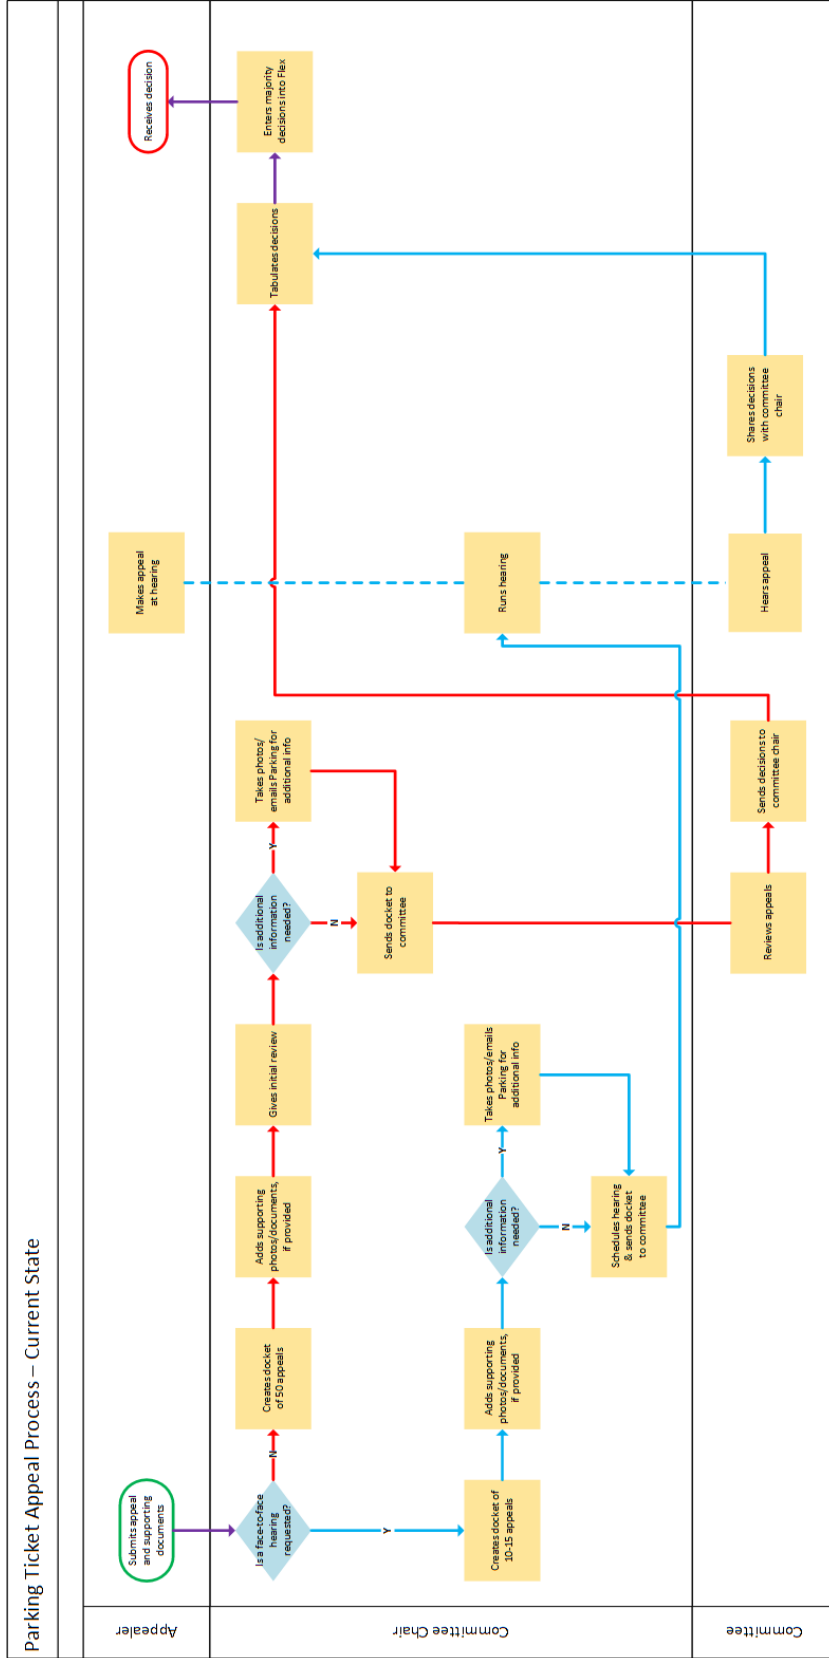 Parking Ticket Appeal Process – Current State
Appealer
Submits appeal
and supporting
documents
Makes appeal
at hearing
Receives decision
Committee Chair
Is a face-to-face
hearing
requested?
N
Creates docket
of 50 appeals
Adds supporting
photos/documents,
if provided
Gives initial review
Is additional
information
needed?
Y
Takes photos/
emails Parking for
additional info
N
Sends docket to
committee
Tabulates decisions
Enters majority
decisions into Flex
Y
Creates docket of
10-15 appeals
Adds supporting
photos/documents,
if provided
Is additional
information
needed?
Y
Takes photos/emails
Parking for
additional info
N
Schedules hearing
& sends docket
to committee
Runs hearing
Committee
Reviews appeals
Sends decisions to
committee chair
Hears appeal
Shares decisions
with committee
chair